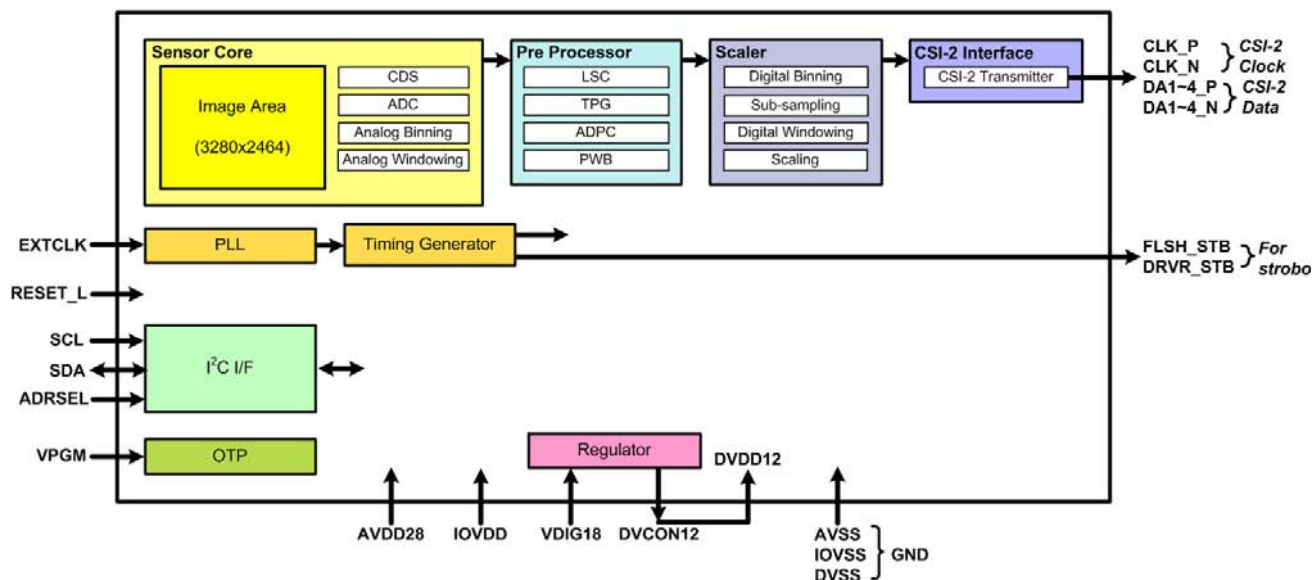 Sensor Core
Image Area
(3280x2464)
CDS
ADC
Analog Binning
Analog Windowing
Pre Processor
LSC
TPG
ADPC
PWB
Scaler
Digital Binning
Sub-sampling
Digital Windowing
Scaling
CSI-2 Interface
CSI-2 Transmitter
CLK_P
CLK_N
CSI-2
Clock
DA1~4_P
DA1~4_N
CSI-2
Data
EXTCLK
PLL
Timing Generator
FLSH_STB
DRVR_STB
For
strobo
RESET_L
SCL
SDA
ADRSEL
I²C I/F
VPGM
OTP
Regulator
DVDD12
AVDD28
IOVDD
VDIG18
DVCON12
AVSS
IOVSS
DVSS
GND